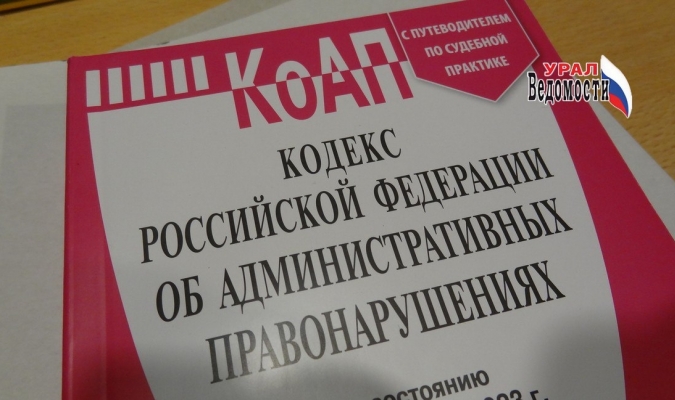 КоАП
С ПУТЕВОДИТЕЛЕМ
ПО СУДЕБНОЙ
ПРАКТИКЕ
УРАЛ
Ведомости
КОДЕКС
РОССИЙСКОЙ ФЕДЕРАЦИИ
ОБ АДМИНИСТРАТИВНЫХ
ПРАВОНАРУШЕНИЯХ